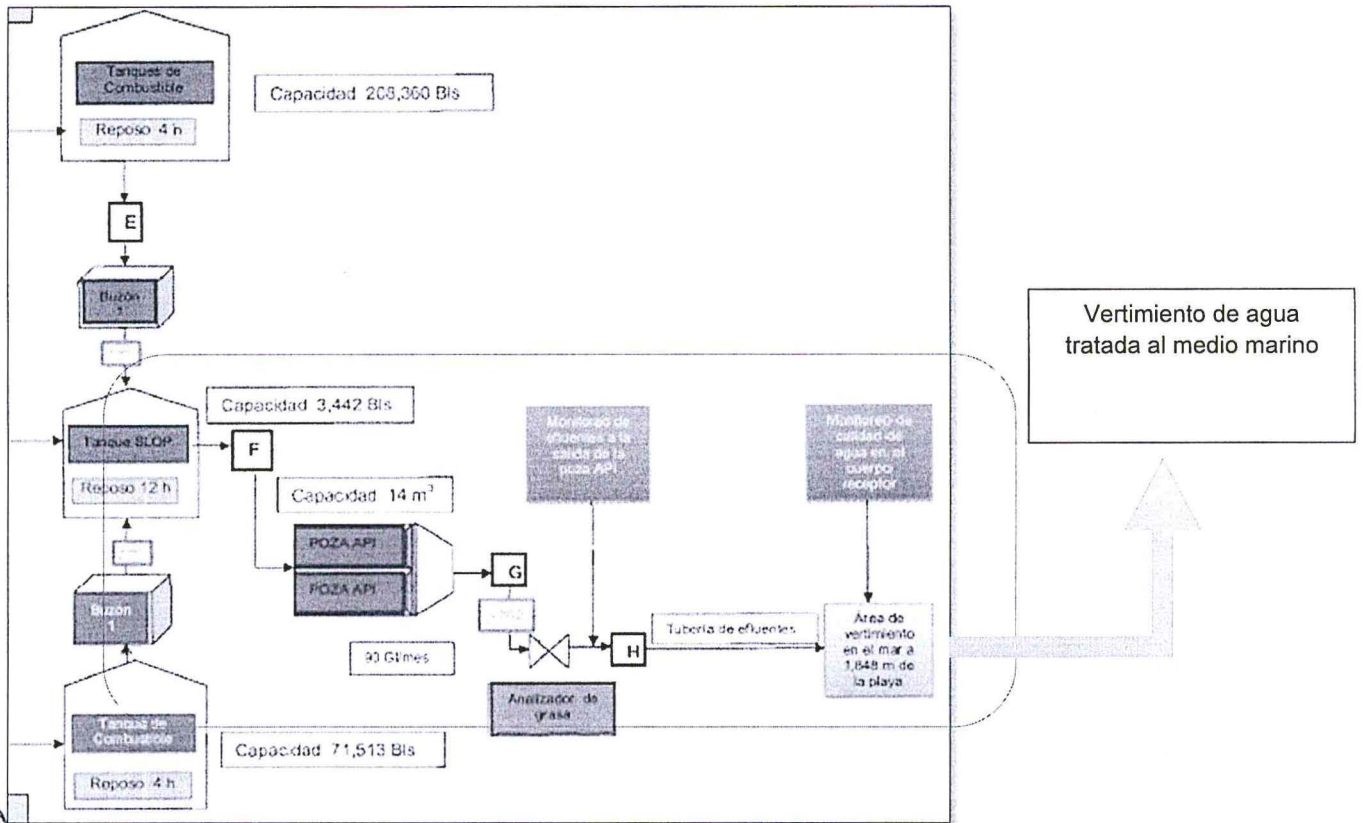 Tanques de
Combustible
Reposo 4 h
Capacidad 208,360 Bls
E
Buzón
1
Capacidad 3,442 Bls
Tanque SLOP
Reposo 12 h
F
Capacidad 14 m³
POZA API
POZA API
Monitoreo de
efluentes a la
salida de la
poza API
Monitoreo de
calidad de
agua en el
cuerpo
receptor
G
90 Gl/mes
H
Analizador de
grasa
Tubería de efluentes
Área de
vertimiento
en el mar a
1,848 m de
la playa
Buzón
1
Tanque de
Combustible
Reposo 4 h
Capacidad 71,513 Bls
Vertimiento de agua
tratada al medio marino